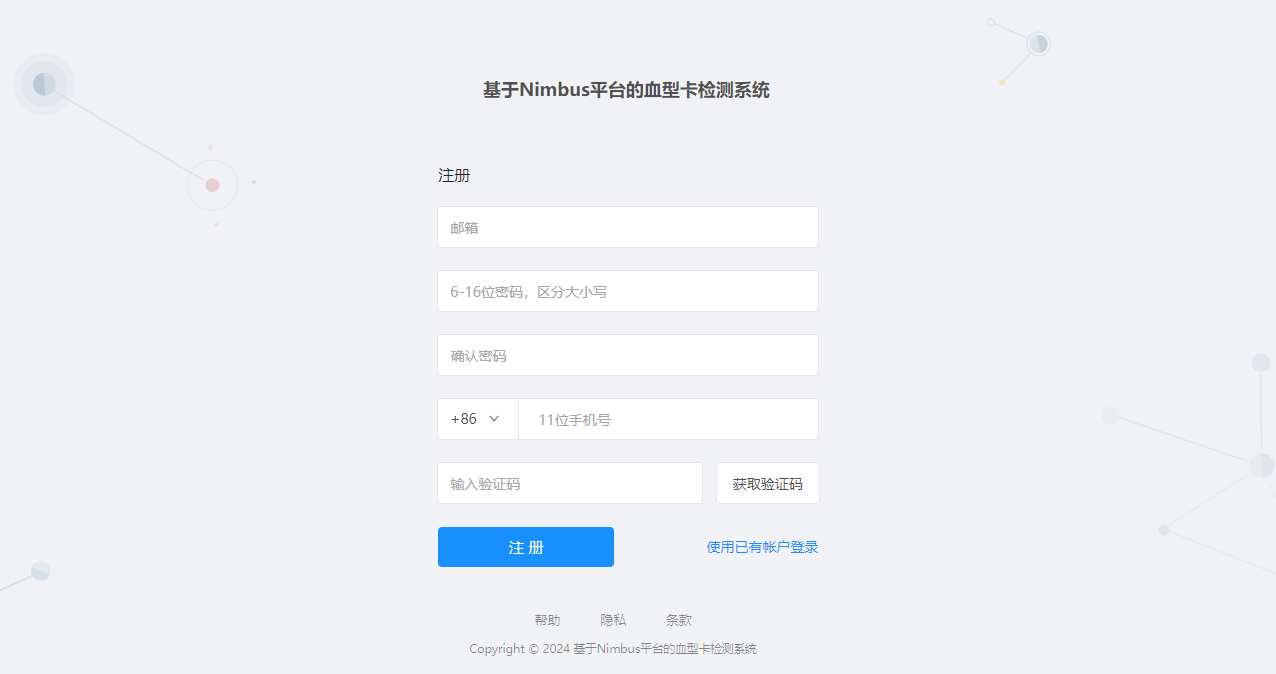 基于Nimbus平台的血型卡检测系统
注册
邮箱
6-16位密码，区分大小写
确认密码
+86 11位手机号
输入验证码 获取验证码
注 册 使用已有帐户登录
帮助 隐私 条款
Copyright © 2024 基于Nimbus平台的血型卡检测系统